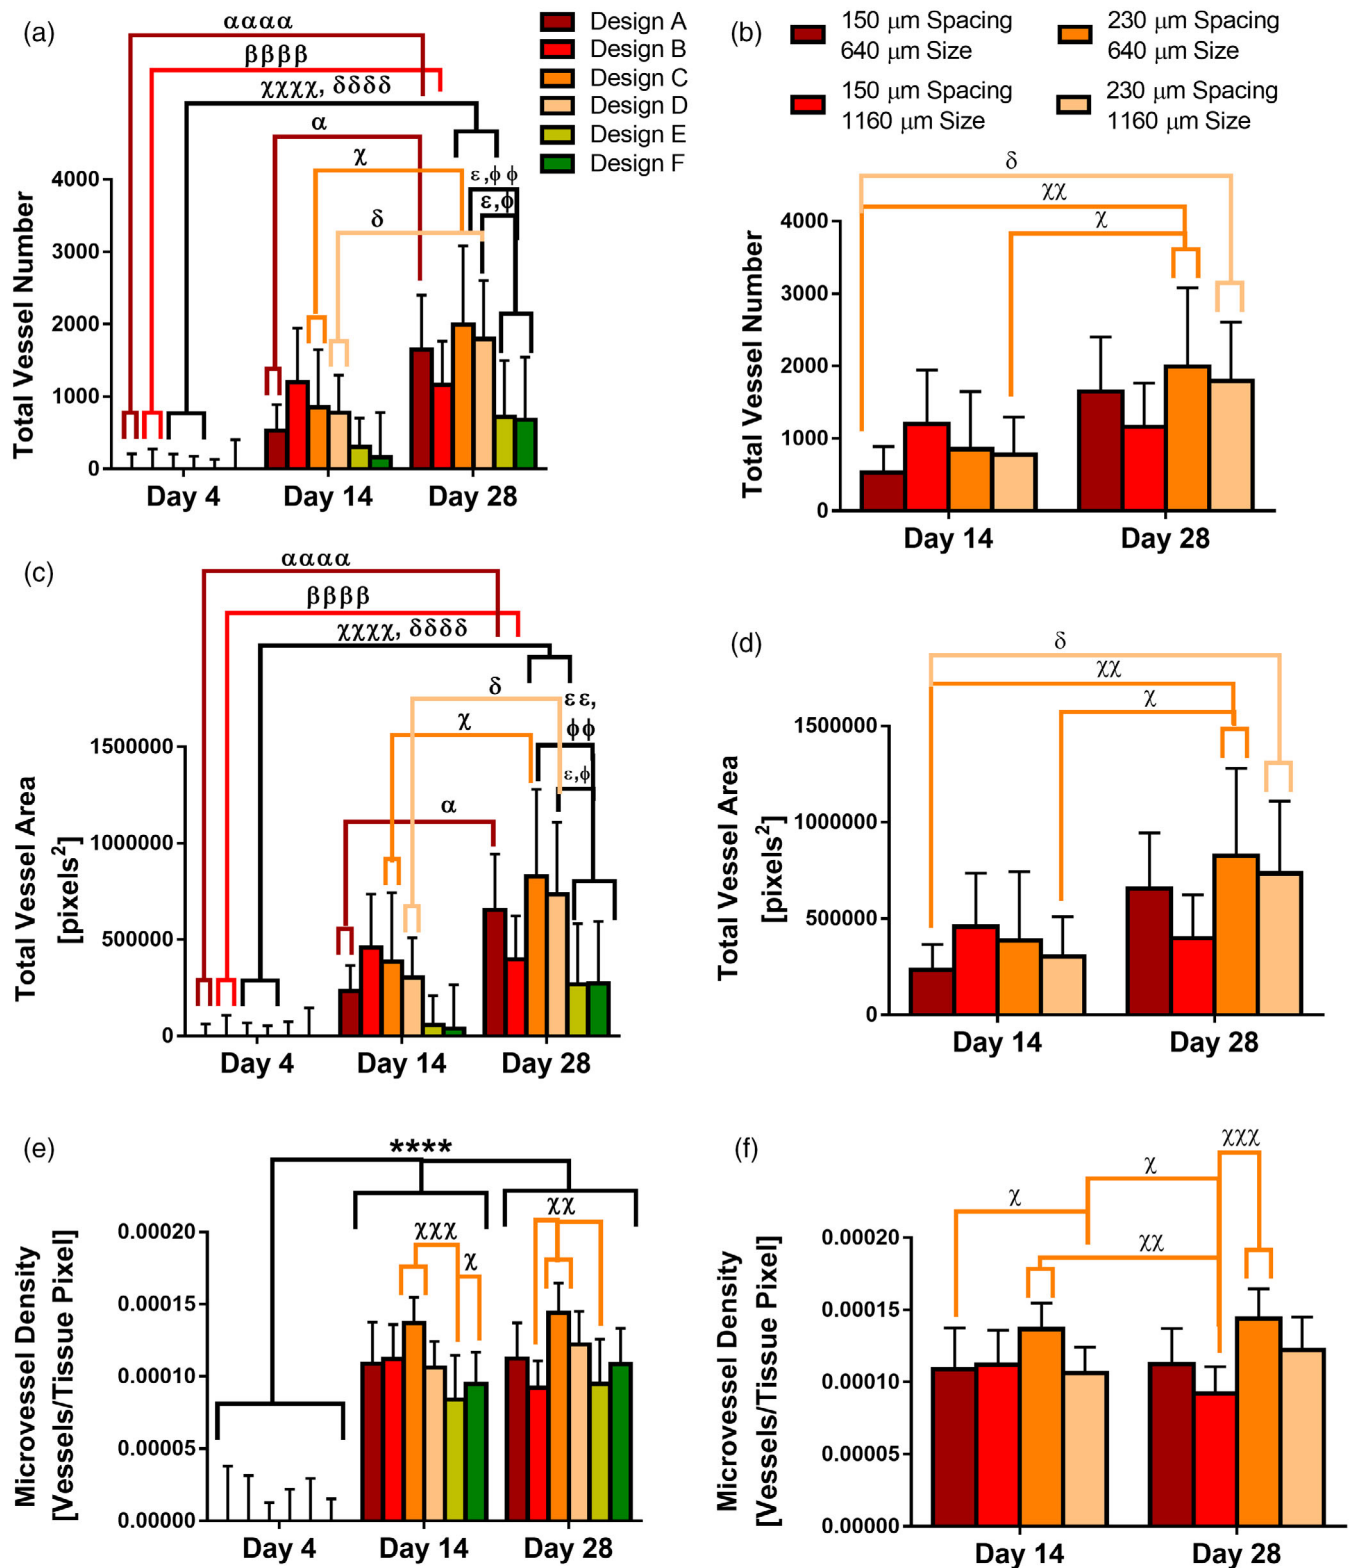 (a)
αααα
ββββ
χχχχ, δδδδ
α
χ
δ
ε,ϕ ϕ
ε,ϕ
Design A
Design B
Design C
Design D
Design E
Design F
Total Vessel Number
4000
3000
2000
1000
0
Day 4
Day 14
Day 28
(b)
150 µm Spacing
640 µm Size
230 µm Spacing
640 µm Size
150 µm Spacing
1160 µm Size
230 µm Spacing
1160 µm Size
δ
χχ
χ
Total Vessel Number
4000
3000
2000
1000
0
Day 14
Day 28
(c)
αααα
ββββ
χχχχ, δδδδ
δ
ε ε,
ϕ ϕ
χ
ε,ϕ
α
Total Vessel Area
[pixels²]
1500000
1000000
500000
0
Day 4
Day 14
Day 28
(d)
δ
χχ
χ
Total Vessel Area
[pixels²]
1500000
1000000
500000
0
Day 14
Day 28
(e)
****
χχχ
χ
χχ
Microvessel Density
[Vessels/Tissue Pixel]
0.00020
0.00015
0.00010
0.00005
0.00000
Day 4
Day 14
Day 28
(f)
χχχ
χ
χ
χχ
Microvessel Density
[Vessels/Tissue Pixel]
0.00020
0.00015
0.00010
0.00005
0.00000
Day 14
Day 28